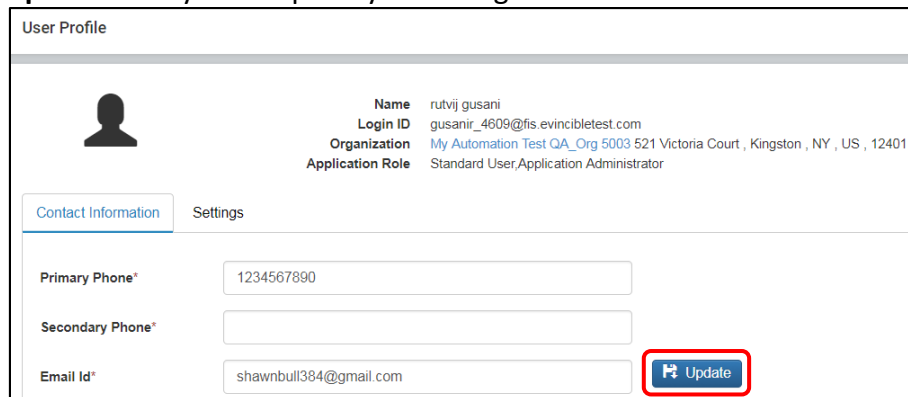 User Profile
Name rutvij gusani
Login ID gusanir_4609@fis.evincibletest.com
Organization My Automation Test QA_Org 5003 521 Victoria Court , Kingston , NY , US , 12401
Application Role Standard User,Application Administrator
Contact Information Settings
Primary Phone* 1234567890
Secondary Phone*
Email Id* shawnbull384@gmail.com Update